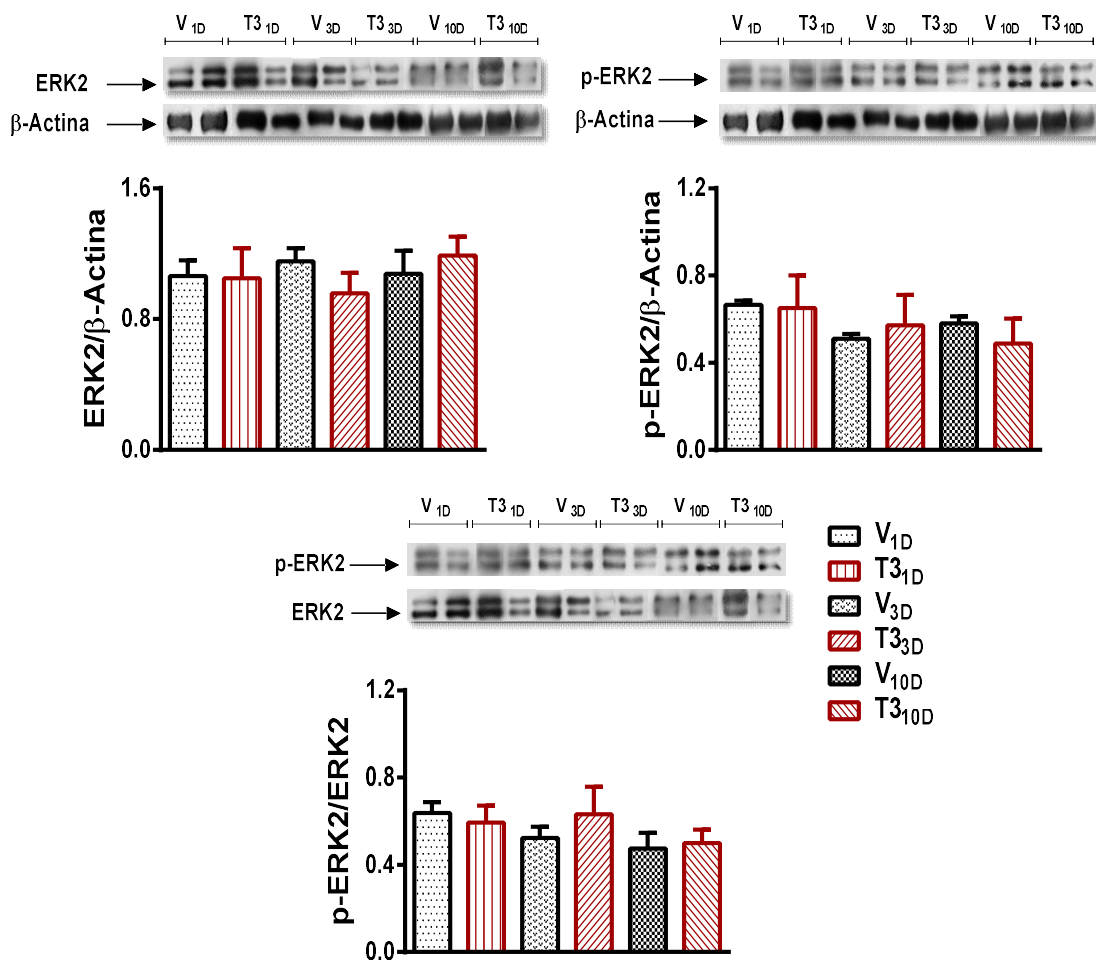 V 1D T3 1D V 3D T3 3D V 10D T3 10D
ERK2
β-Actina
1.6
0.8
0.0
ERK2/β-Actina
V 1D T3 1D V 3D T3 3D V 10D T3 10D
p-ERK2
β-Actina
1.2
0.8
0.4
0.0
p-ERK2/β-Actina
V 1D T3 1D V 3D T3 3D V 10D T3 10D
p-ERK2
ERK2
1.2
0.8
0.4
0.0
p-ERK2/ERK2
V1D
T31D
V3D
T33D
V10D
T310D